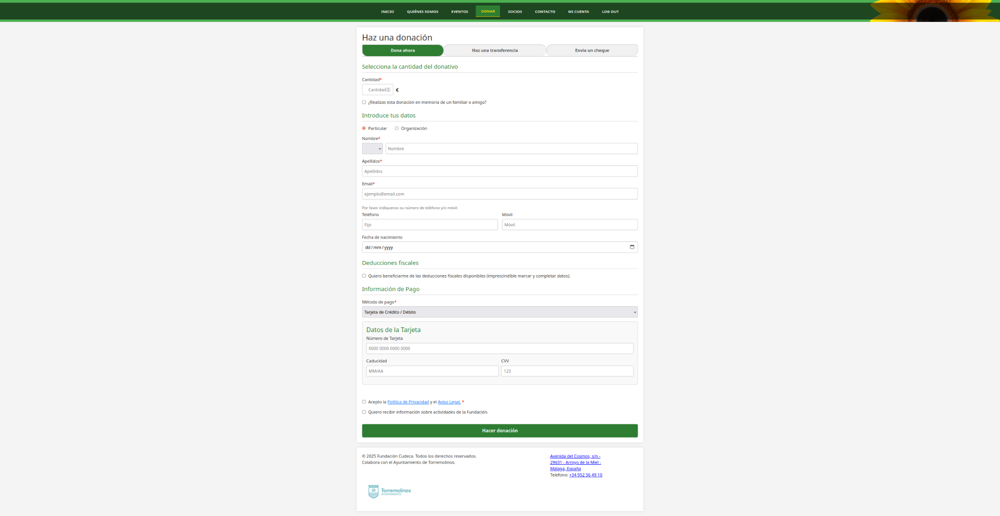 INICIO QUIÉNES SOMOS EVENTOS DONAR SOCIOS CONTACTO MI CUENTA LOG OUT
Haz una donación
Dona ahora Haz una transferencia Envía un cheque
Selecciona la cantidad del donativo
Cantidad*
Cantidad €
¿Realizas esta donación en memoria de un familiar o amigo?
Introduce tus datos
Particular Organización
Nombre*
Nombre
Apellidos*
Apellidos
Email*
ejemplo@email.com
Por favor indíquenos su número de teléfono y/o móvil:
Teléfono Móvil
Fijo Móvil
Fecha de nacimiento
dd / mm / yyyy
Deducciones fiscales
Quiero beneficiarme de las deducciones fiscales disponibles (imprescindible marcar y completar datos).
Información de Pago
Método de pago*
Tarjeta de Crédito / Débito
Datos de la Tarjeta
Número de Tarjeta
0000 0000 0000 0000
Caducidad CVV
MM/AA 123
Acepto la Política de Privacidad y el Aviso Legal. *
Quiero recibir información sobre actividades de la Fundación.
Hacer donación
© 2025 Fundación Cudeca. Todos los derechos reservados.
Colabora con el Ayuntamiento de Torremolinos.
Avenida del Cosmos, s/n -
29631 - Arroyo de la Miel -
Málaga, España
Telefono: +34 952 56 49 10
Torremolinos
AYUNTAMIENTO